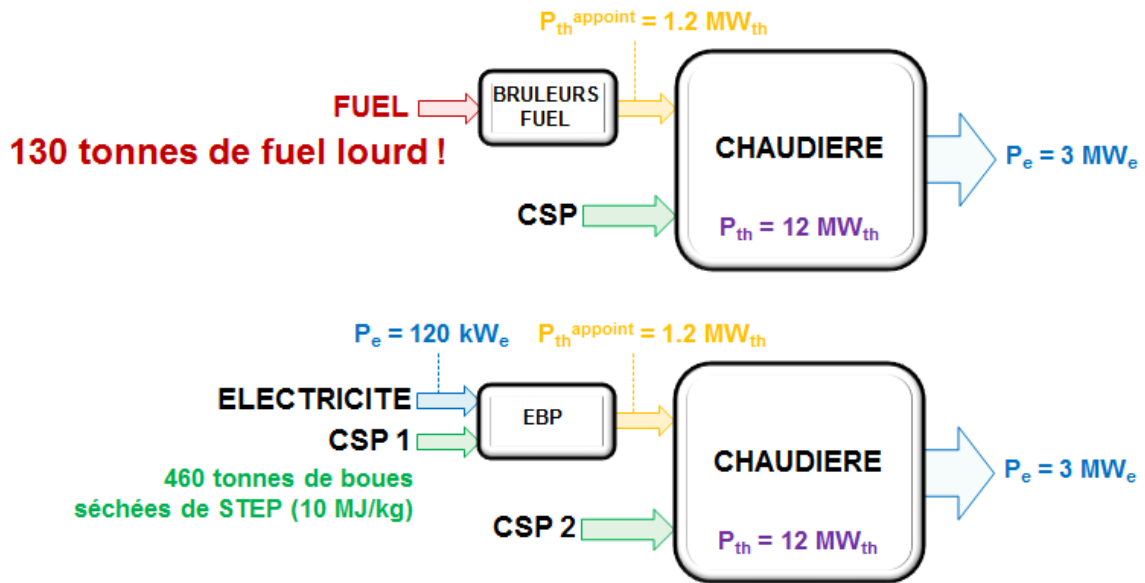 P_th^appoint = 1.2 MW_th
FUEL
BRULEURS
FUEL
130 tonnes de fuel lourd !
CHAUDIERE
P_e = 3 MW_e
CSP
P_th = 12 MW_th
P_e = 120 kW_e
P_th^appoint = 1.2 MW_th
ELECTRICITE
EBP
CSP 1
CHAUDIERE
P_e = 3 MW_e
460 tonnes de boues
séchées de STEP (10 MJ/kg)
CSP 2
P_th = 12 MW_th